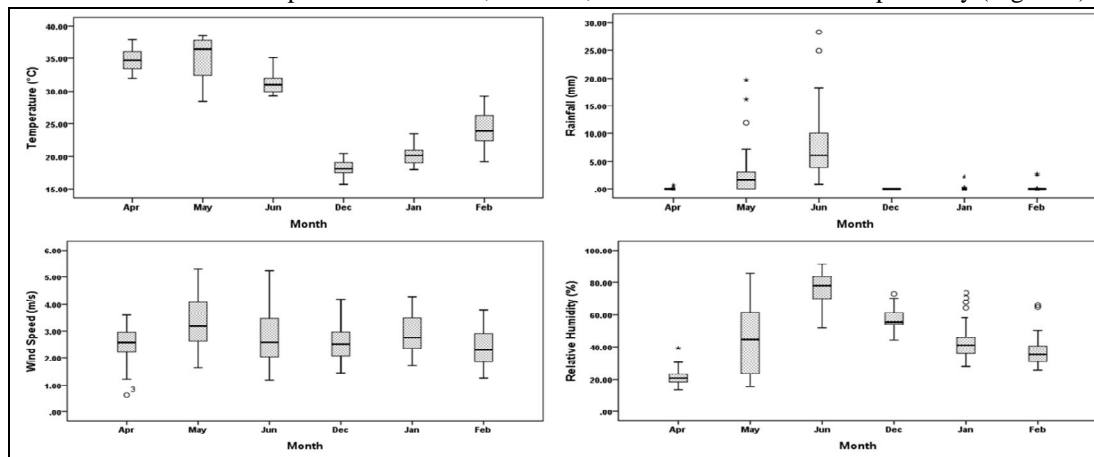 40.00
35.00
30.00
25.00
20.00
15.00
Temperature (°C)
Apr May Jun Dec Jan Feb
Month
30.00
25.00
20.00
15.00
10.00
5.00
.00
Rainfall (mm)
Apr May Jun Dec Jan Feb
Month
6.00
5.00
4.00
3.00
2.00
1.00
.00
Wind Speed (m/s)
3
Apr May Jun Dec Jan Feb
Month
100.00
80.00
60.00
40.00
20.00
.00
Relative Humidity (%)
Apr May Jun Dec Jan Feb
Month